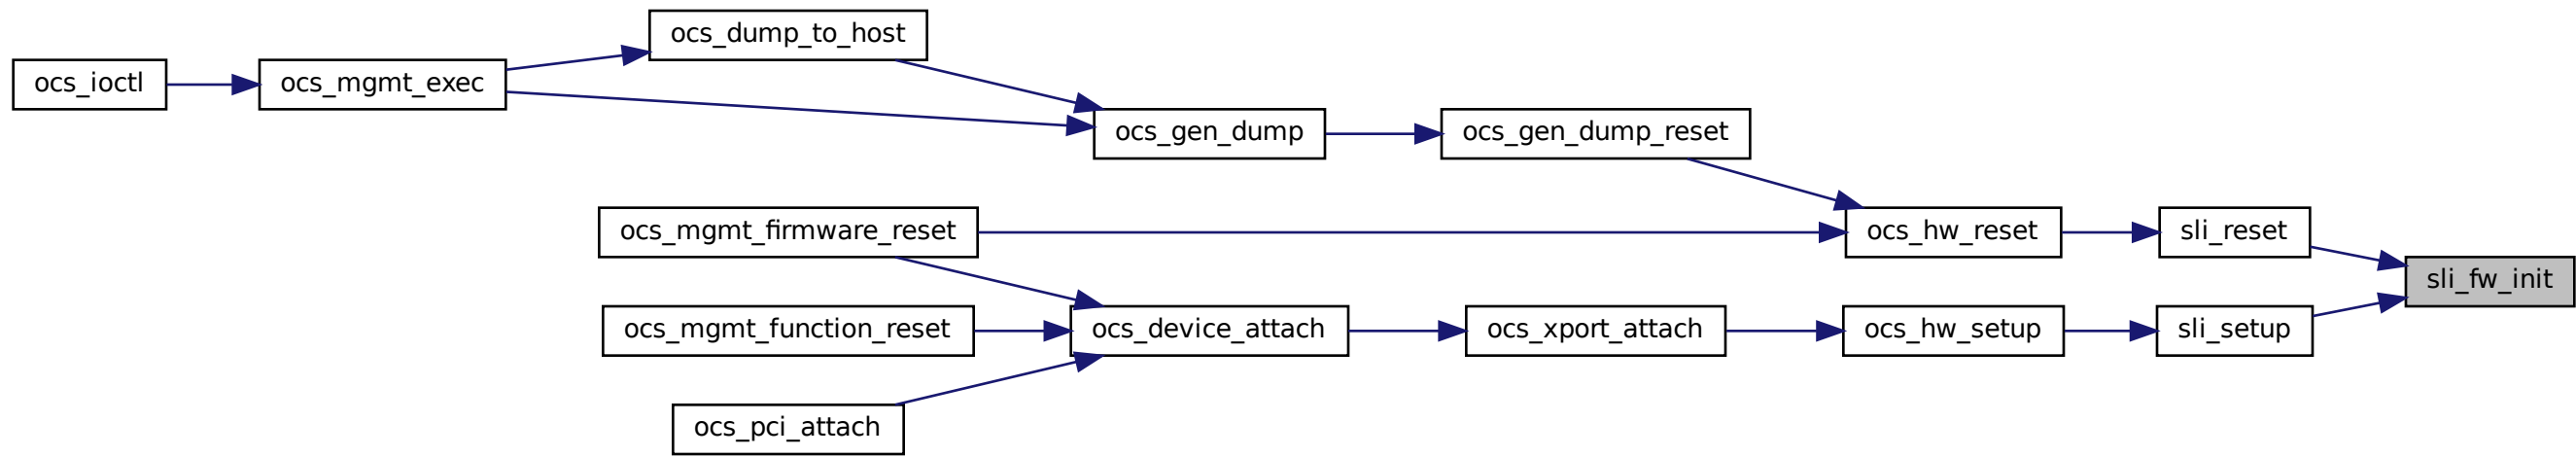 ocs_dump_to_host
ocs_ioctl
ocs_mgmt_exec
ocs_gen_dump
ocs_gen_dump_reset
ocs_mgmt_firmware_reset
ocs_hw_reset
sli_reset
sli_fw_init
ocs_mgmt_function_reset
ocs_device_attach
ocs_xport_attach
ocs_hw_setup
sli_setup
ocs_pci_attach